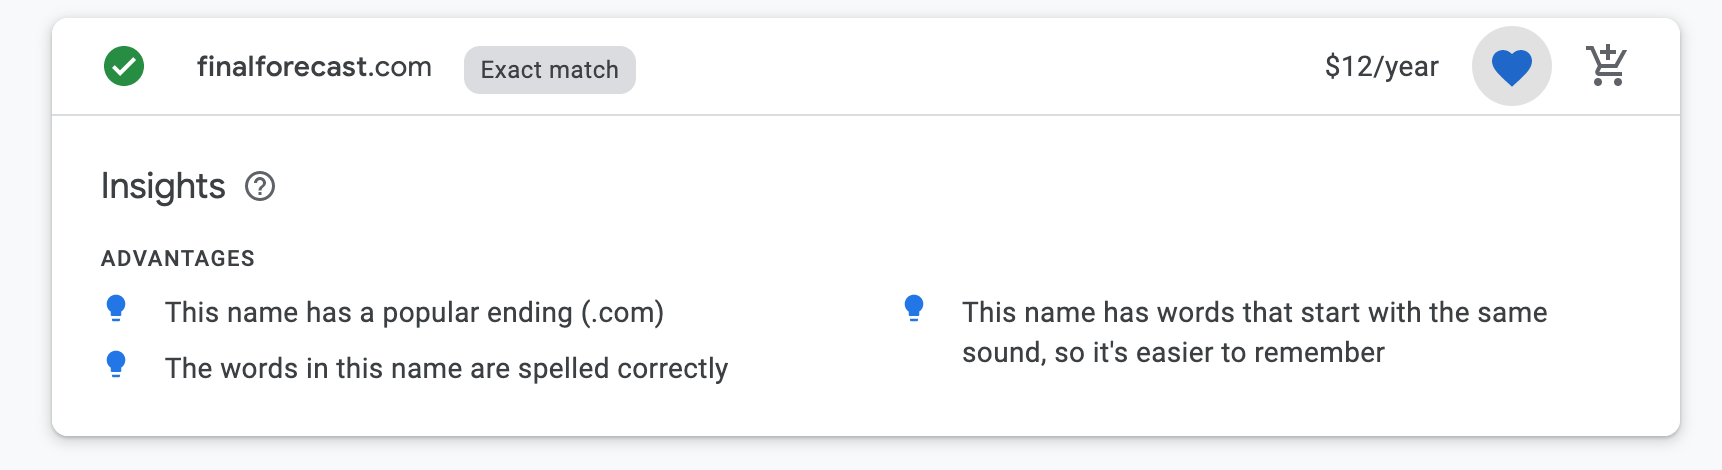 finalforecast.com Exact match $12/year
Insights
ADVANTAGES
This name has a popular ending (.com)
The words in this name are spelled correctly
This name has words that start with the same
sound, so it's easier to remember